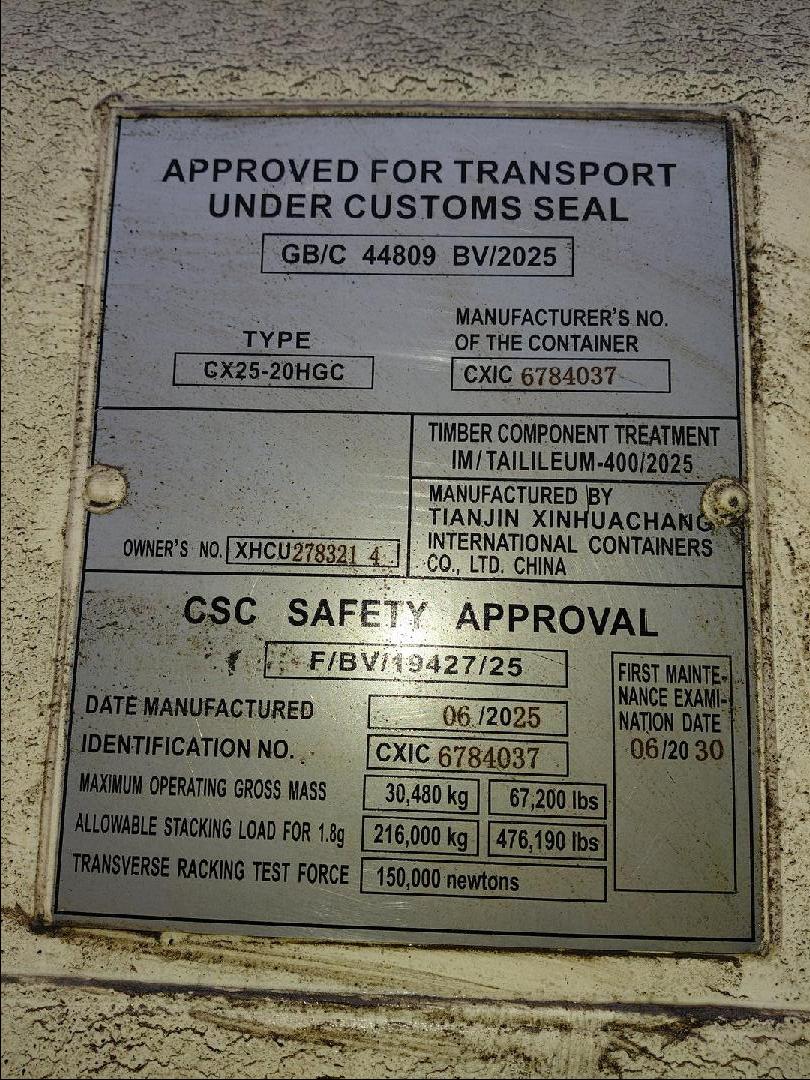 APPROVED FOR TRANSPORT
UNDER CUSTOMS SEAL
GB/C 44809 BV/2025
TYPE
CX25-20HGC
MANUFACTURER'S NO.
OF THE CONTAINER
CXIC 6784037
TIMBER COMPONENT TREATMENT
IM/TAILILEUM-400/2025
OWNER'S NO. XHCU278321 4
MANUFACTURED BY
TIANJIN XINHUACHANG
INTERNATIONAL CONTAINERS
CO., LTD. CHINA
CSC SAFETY APPROVAL
F/BV/19427/25
DATE MANUFACTURED 06/2025
IDENTIFICATION NO. CXIC 6784037
MAXIMUM OPERATING GROSS MASS 30,480 kg 67,200 lbs
ALLOWABLE STACKING LOAD FOR 1.8g 216,000 kg 476,190 lbs
TRANSVERSE RACKING TEST FORCE 150,000 newtons
FIRST MAINTE-
NANCE EXAMI-
NATION DATE
06/20 30